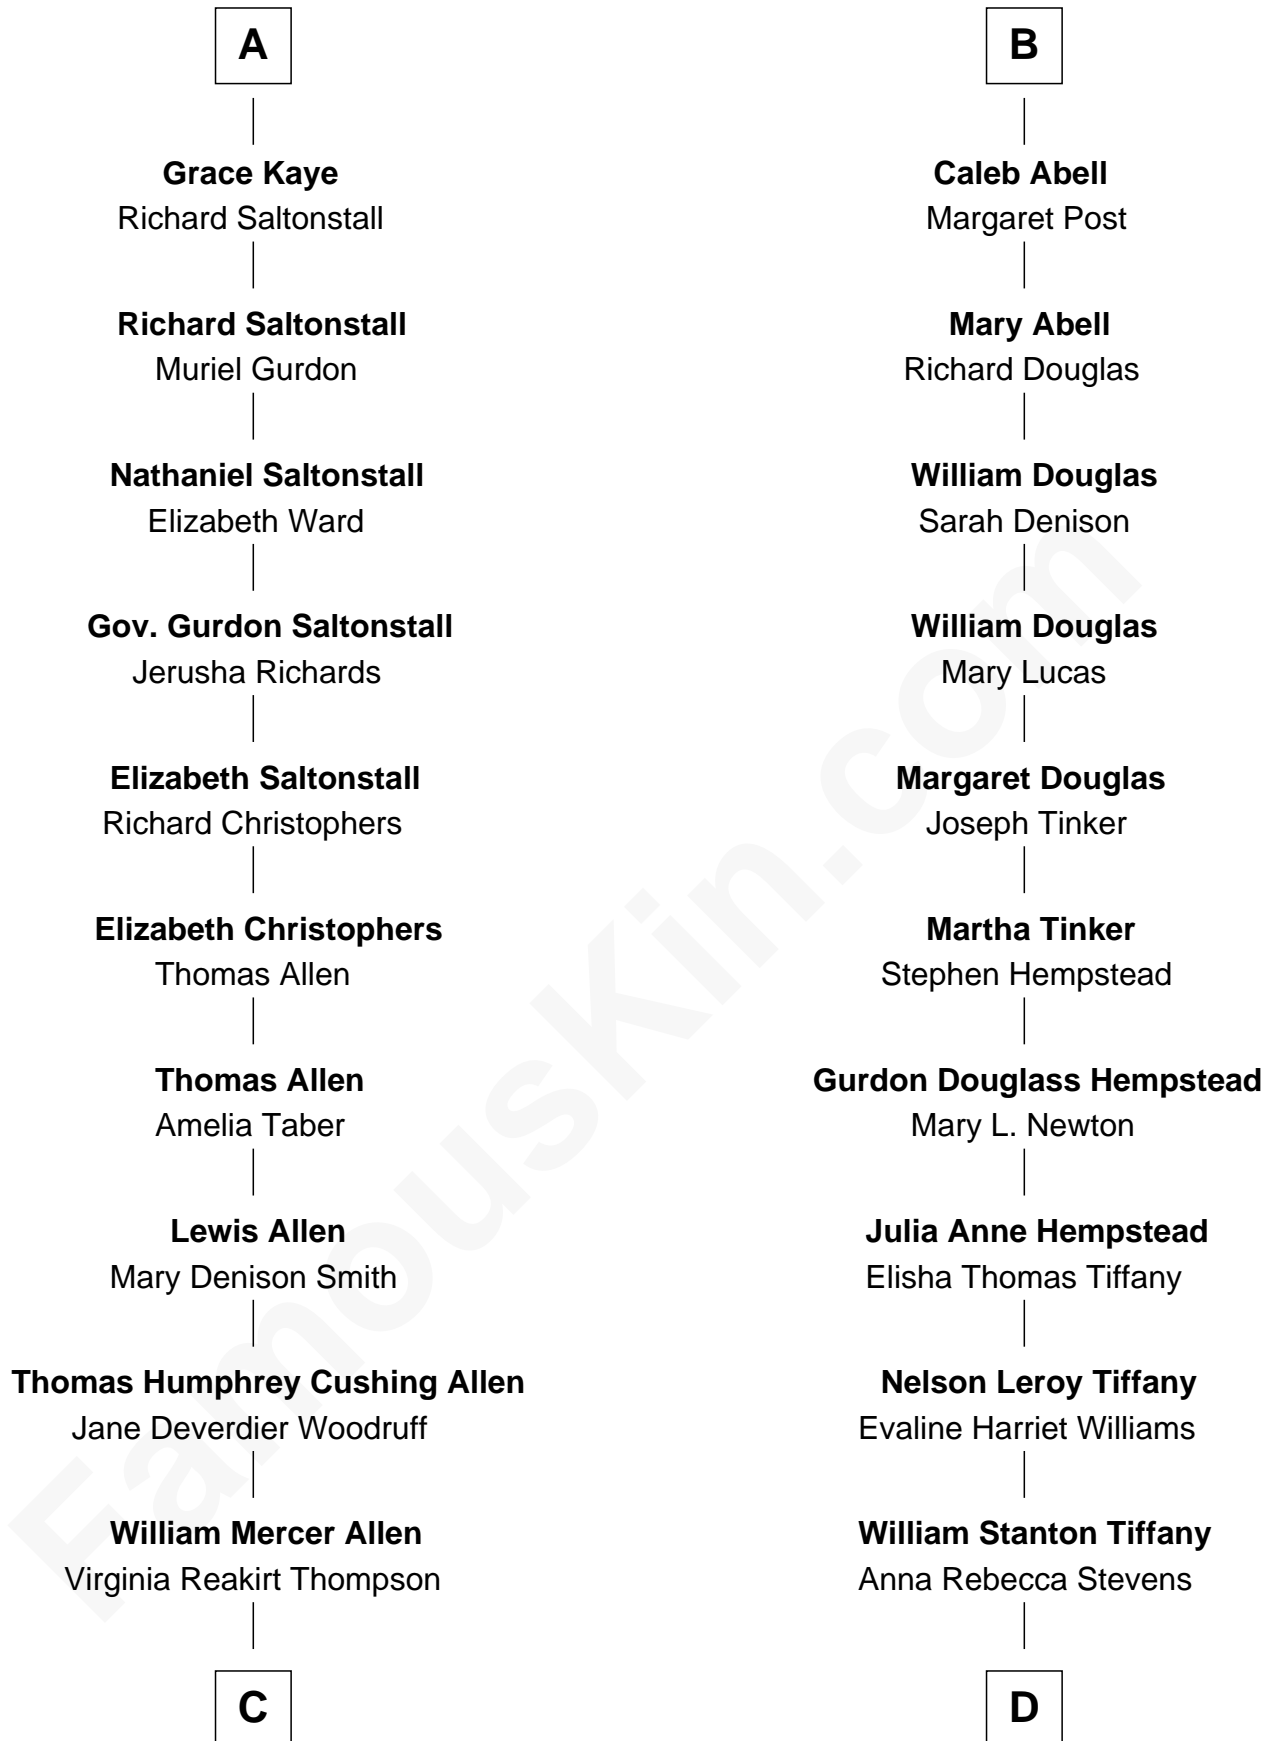 A
Grace Kaye
Richard Saltonstall
Richard Saltonstall
Muriel Gurdon
Nathaniel Saltonstall
Elizabeth Ward
Gov. Gurdon Saltonstall
Jerusha Richards
Elizabeth Saltonstall
Richard Christophers
Elizabeth Christophers
Thomas Allen
Thomas Allen
Amelia Taber
Lewis Allen
Mary Denison Smith
Thomas Humphrey Cushing Allen
Jane Deverdier Woodruff
William Mercer Allen
Virginia Reakirt Thompson
C
B
Caleb Abell
Margaret Post
Mary Abell
Richard Douglas
William Douglas
Sarah Denison
William Douglas
Mary Lucas
Margaret Douglas
Joseph Tinker
Martha Tinker
Stephen Hempstead
Gurdon Douglass Hempstead
Mary L. Newton
Julia Anne Hempstead
Elisha Thomas Tiffany
Nelson Leroy Tiffany
Evaline Harriet Williams
William Stanton Tiffany
Anna Rebecca Stevens
D
FamousKin.com